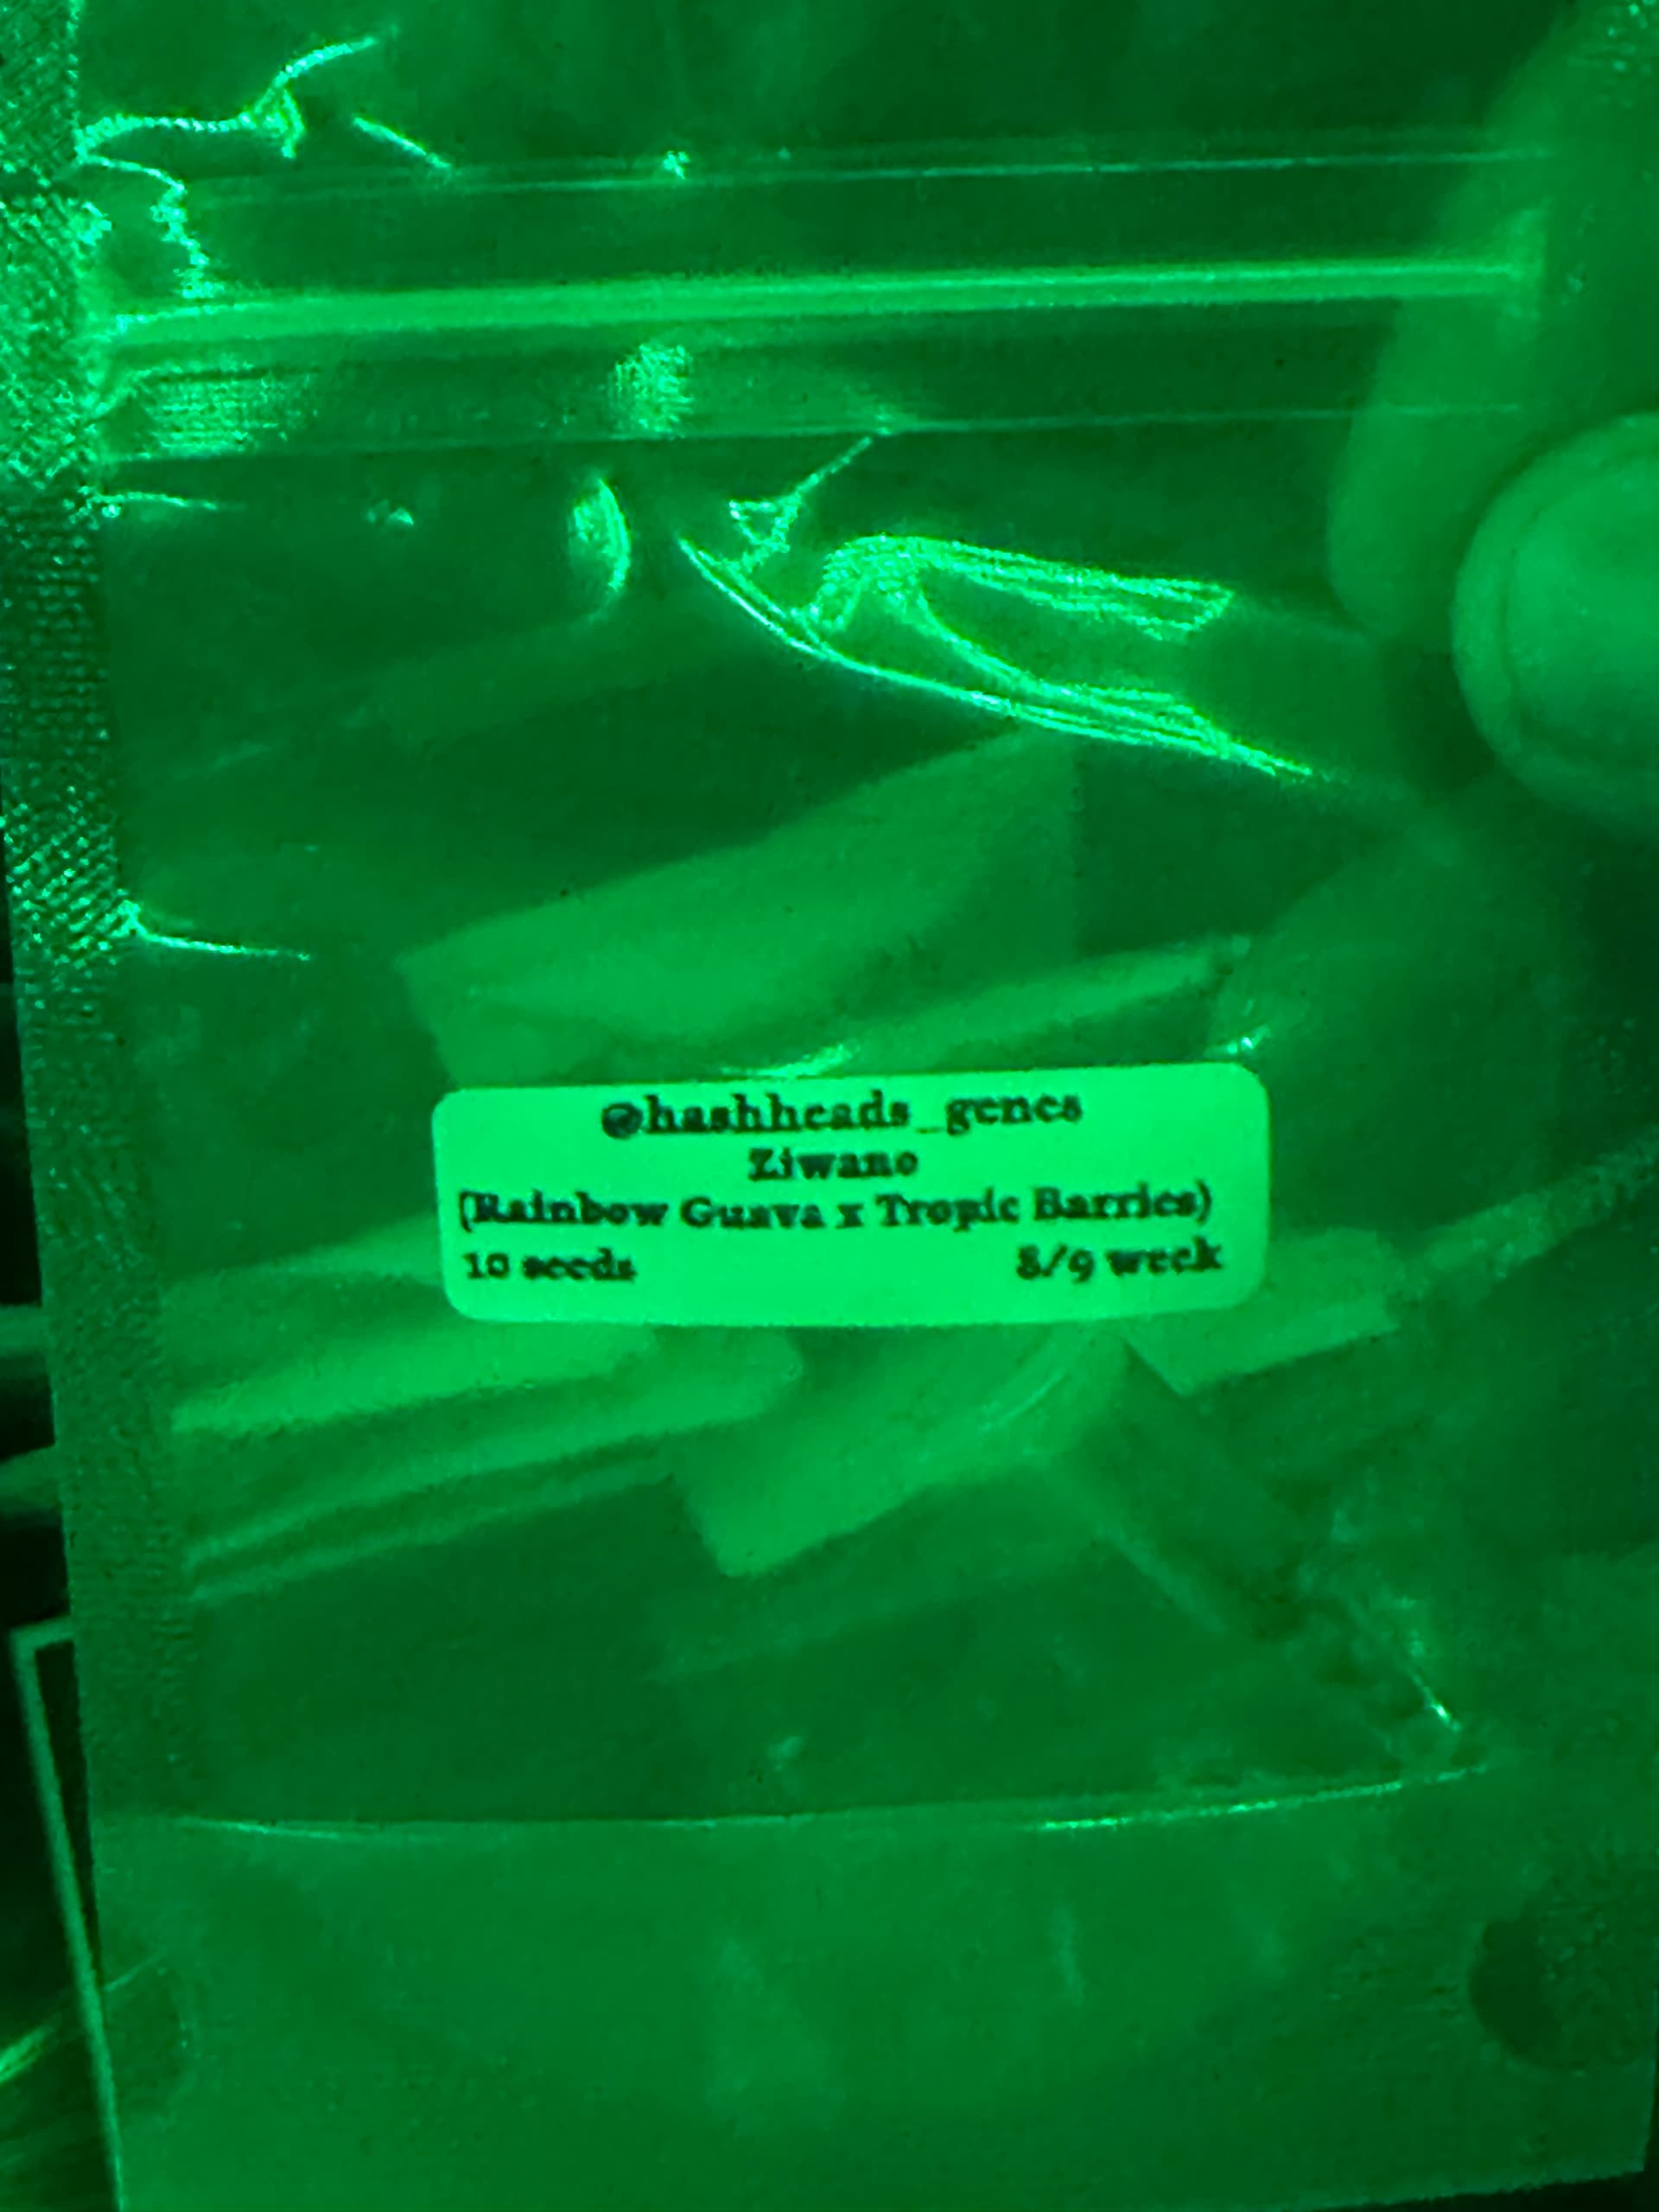 @hashheads_genes
Ziwano
(Rainbow Guava x Tropic Barries)
10 seeds 8/9 week